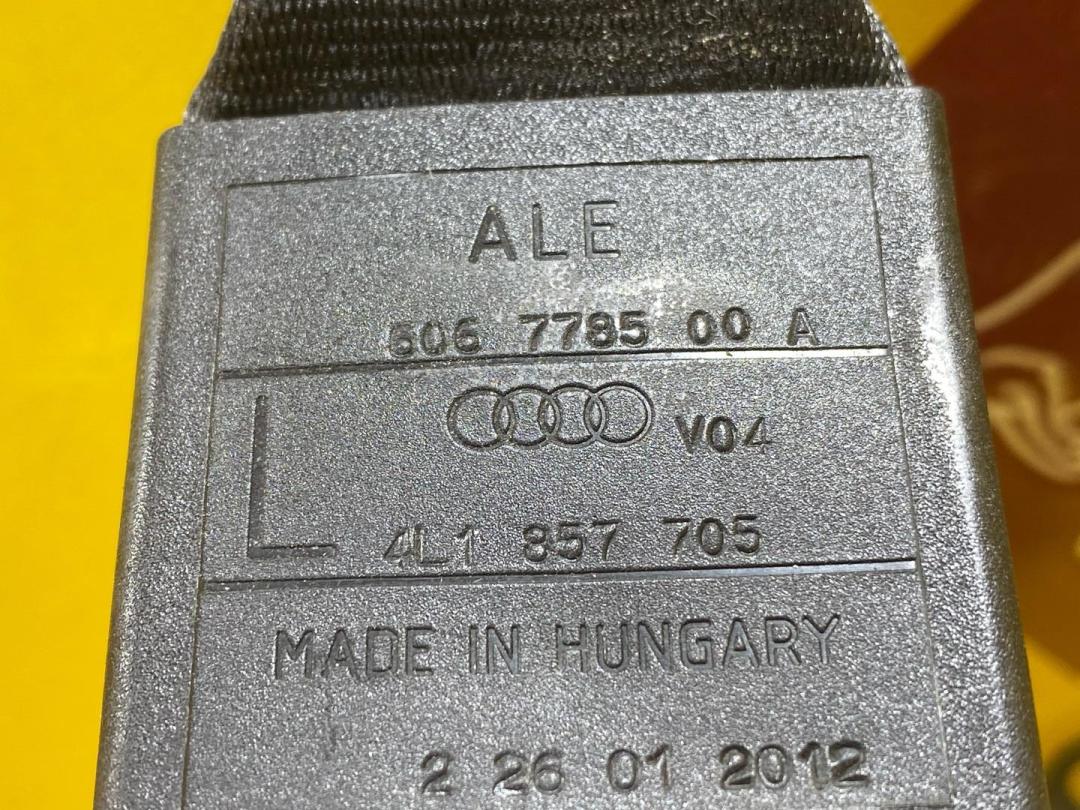 ALE
606 7785 00 A
V04
L
4L1 857 705
MADE IN HUNGARY
2 26 01 2012